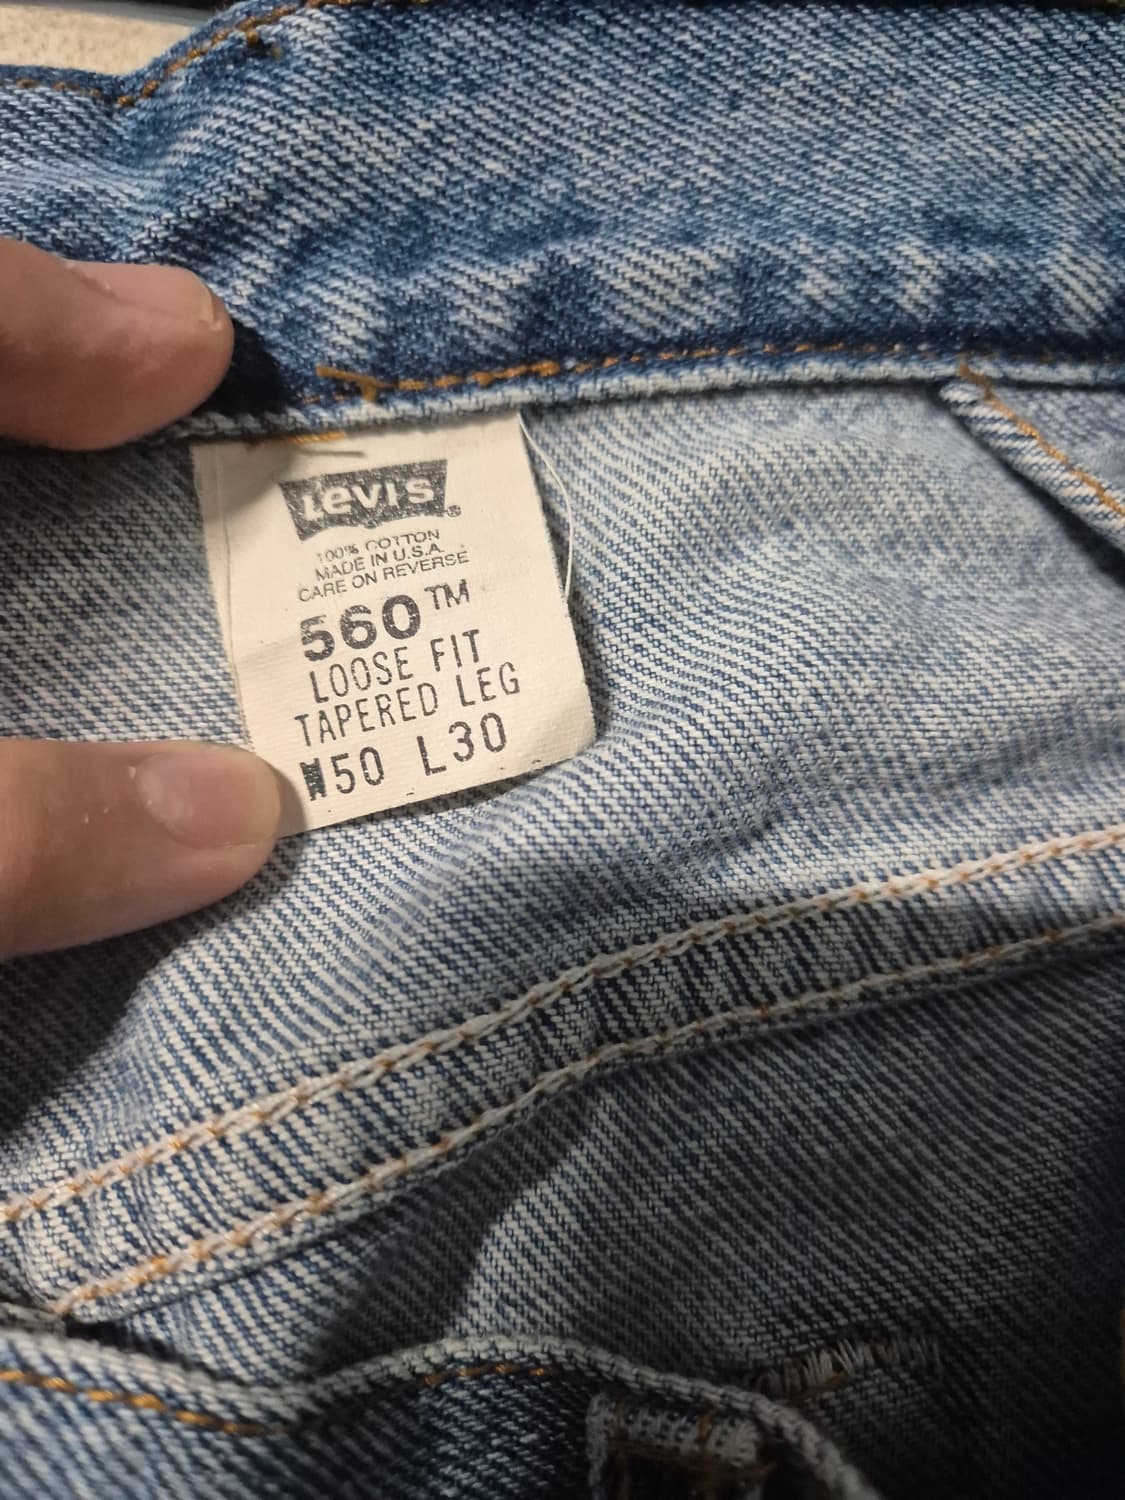 LEVI'S®
100% COTTON
MADE IN U.S.A.
CARE ON REVERSE
560™
LOOSE FIT
TAPERED LEG
W50 L30